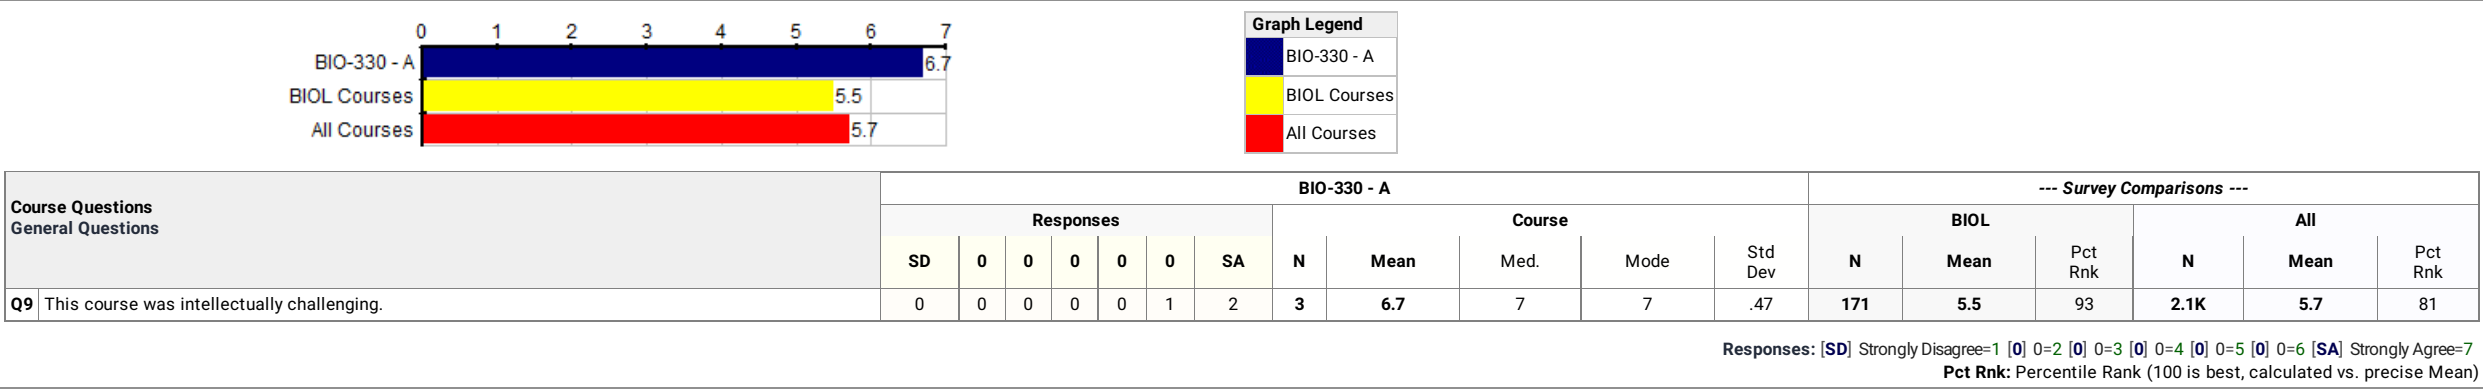 0 1 2 3 4 5 6 7
BIO-330 - A 6.7
BIOL Courses 5.5
All Courses 5.7
Graph Legend
BIO-330 - A
BIOL Courses
All Courses
Course Questions
General Questions
BIO-330 - A --- Survey Comparisons ---
Responses Course BIOL All
SD 0 0 0 0 0 SA N Mean Med. Mode Std Dev N Mean Pct Rnk N Mean Pct Rnk
Q9 This course was intellectually challenging. 0 0 0 0 0 1 2 3 6.7 7 7 .47 171 5.5 93 2.1K 5.7 81
Responses: [SD] Strongly Disagree=1 [0] 0=2 [0] 0=3 [0] 0=4 [0] 0=5 [0] 0=6 [SA] Strongly Agree=7
Pct Rnk: Percentile Rank (100 is best, calculated vs. precise Mean)